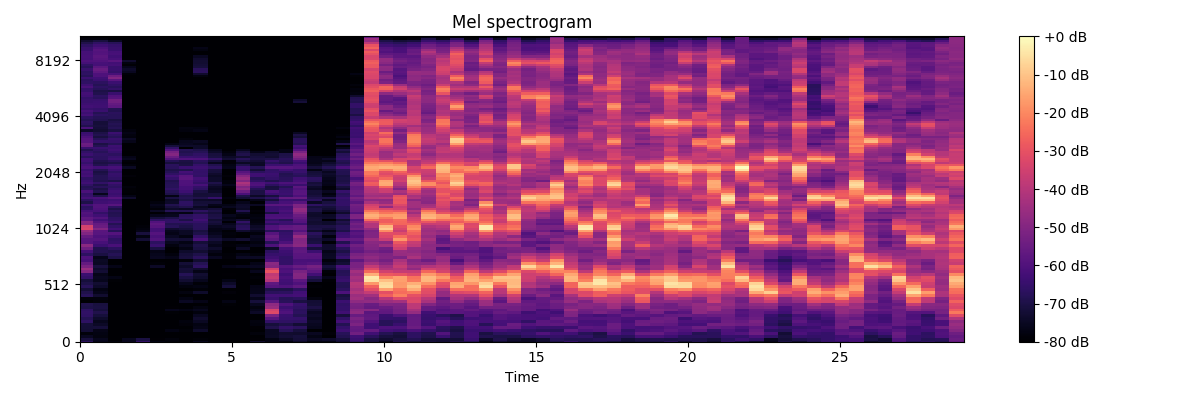 Mel spectrogram
Hz
8192
4096
2048
1024
512
0
0 5 10 15 20 25
Time
+0 dB
-10 dB
-20 dB
-30 dB
-40 dB
-50 dB
-60 dB
-70 dB
-80 dB